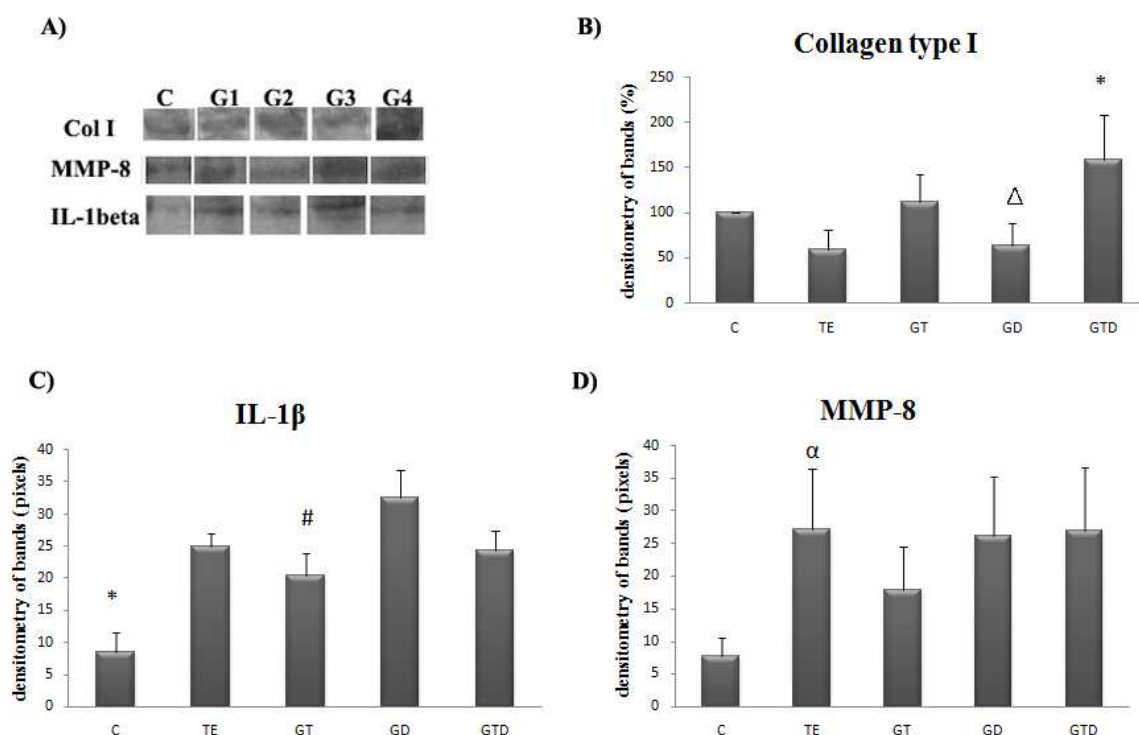 A)
C G1 G2 G3 G4
Col I
MMP-8
IL-1beta
B)
Collagen type I
densitometry of bands (%)
250
200
150
100
50
0
*
Δ
C TE GT GD GTD
C)
IL-1β
densitometry of bands (pixels)
40
35
30
25
20
15
10
5
0
*
#
C TE GT GD GTD
D)
MMP-8
densitometry of bands (pixels)
40
35
30
25
20
15
10
5
0
α
C TE GT GD GTD